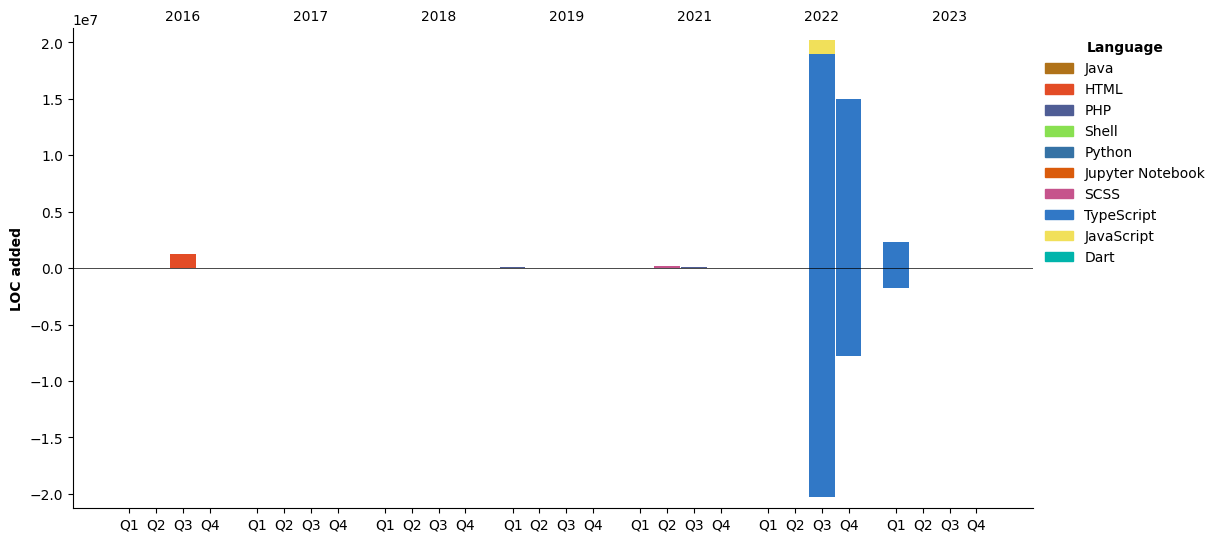 1e7
2016 2017 2018 2019 2021 2022 2023
2.0
1.5
1.0
0.5
0.0
−0.5
−1.0
−1.5
−2.0
LOC added
Q1 Q2 Q3 Q4 Q1 Q2 Q3 Q4 Q1 Q2 Q3 Q4 Q1 Q2 Q3 Q4 Q1 Q2 Q3 Q4 Q1 Q2 Q3 Q4 Q1 Q2 Q3 Q4
Language
Java
HTML
PHP
Shell
Python
Jupyter Notebook
SCSS
TypeScript
JavaScript
Dart